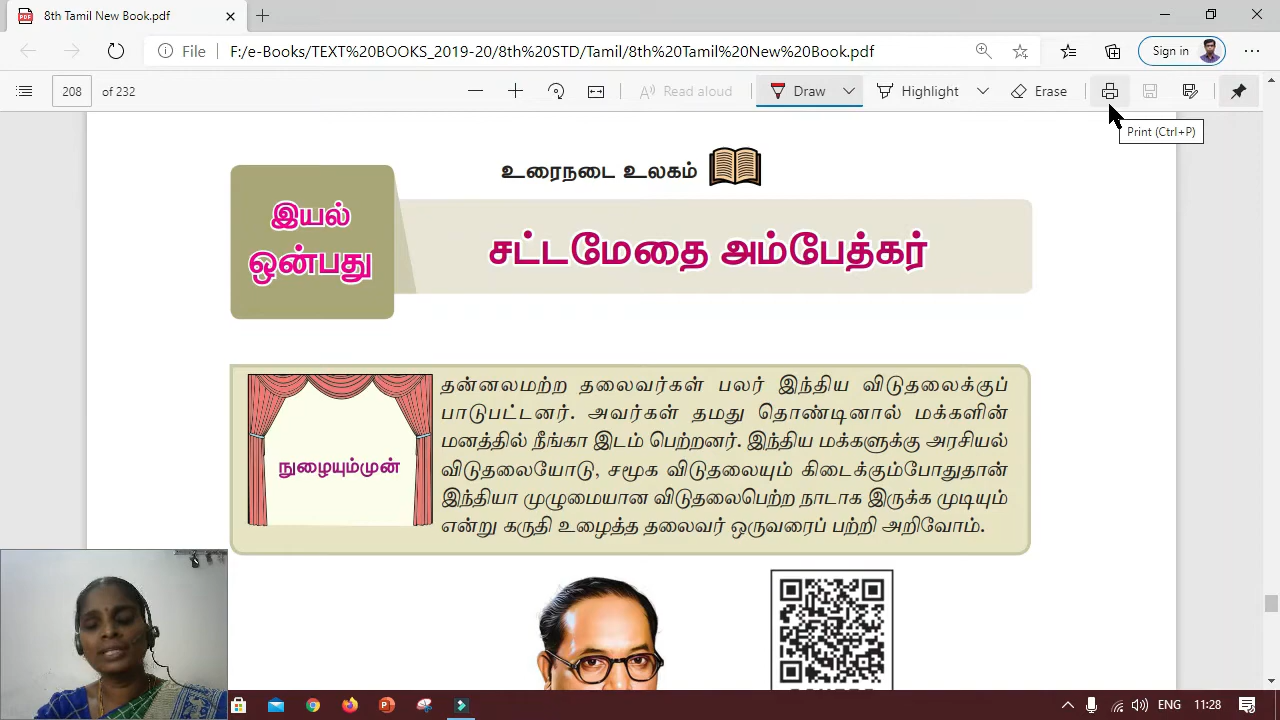 8th Tamil New Book.pdf
File F:/e-Books/TEXT%20BOOKS_2019-20/8th%20STD/Tamil/8th%20Tamil%20New%20Book.pdf
Sign in
208 of 232
Read aloud
Draw
Highlight
Erase
Print (Ctrl+P)
உரைநடை உலகம்
இயல்
ஒன்பது
சட்டமேதை அம்பேத்கர்
நுழையும்முன்
தன்னலமற்ற தலைவர்கள் பலர் இந்திய விடுதலைக்குப்
பாடுபட்டனர். அவர்கள் தமது தொண்டினால் மக்களின்
மனத்தில் நீங்கா இடம் பெற்றனர். இந்திய மக்களுக்கு அரசியல்
விடுதலையோடு, சமூக விடுதலையும் கிடைக்கும்போதுதான்
இந்தியா முழுமையான விடுதலைபெற்ற நாடாக இருக்க முடியும்
என்று கருதி உழைத்த தலைவர் ஒருவரைப் பற்றி அறிவோம்.
ENG 11:28